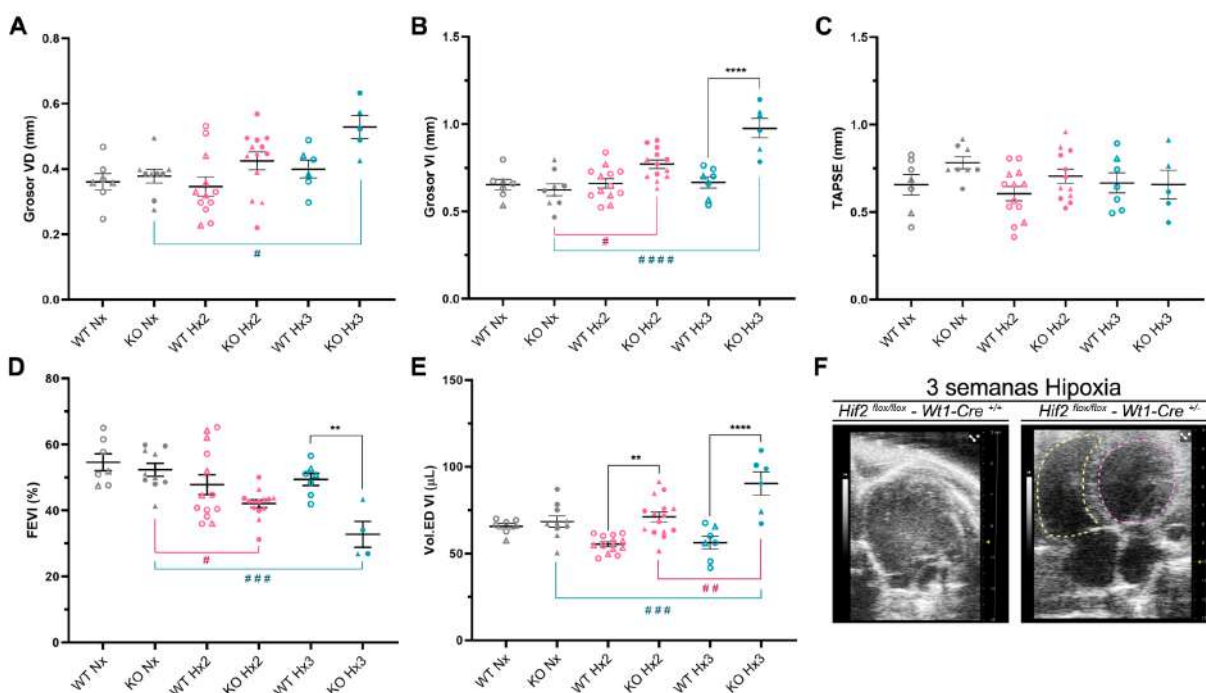 A
Grosor VD (mm)
0.8
0.6
0.4
0.2
0.0
#
WT Nx
KO Nx
WT Hx2
KO Hx2
WT Hx3
KO Hx3
B
Grosor VI (mm)
1.5
1.0
0.5
0.0
****
#
####
WT Nx
KO Nx
WT Hx2
KO Hx2
WT Hx3
KO Hx3
C
TAPSE (mm)
1.5
1.0
0.5
0.0
WT Nx
KO Nx
WT Hx2
KO Hx2
WT Hx3
KO Hx3
D
FEVI (%)
80
60
40
20
0
**
#
###
WT Nx
KO Nx
WT Hx2
KO Hx2
WT Hx3
KO Hx3
E
Vol.ED VI (µL)
150
100
50
0
**
****
##
###
WT Nx
KO Nx
WT Hx2
KO Hx2
WT Hx3
KO Hx3
F
3 semanas Hipoxia
Hif2 flox/flox - Wt1-Cre +/+
Hif2 flox/flox - Wt1-Cre +/-